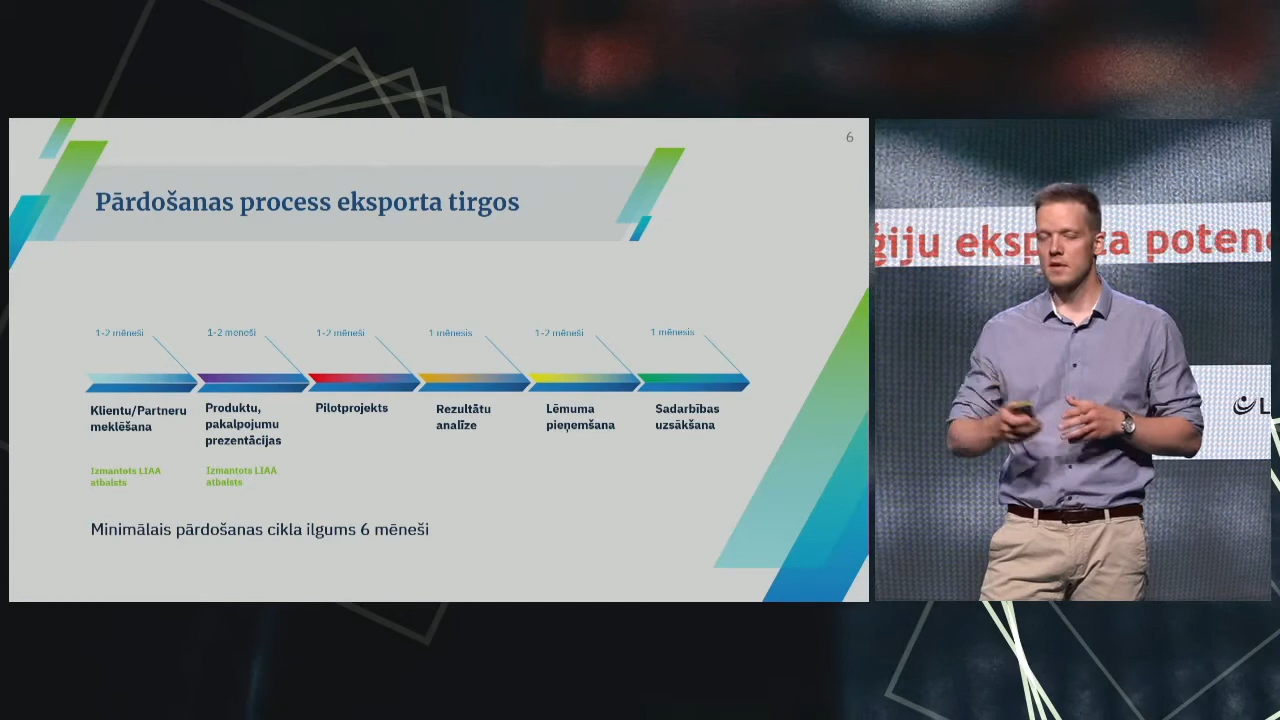 6
Pārdošanas process eksporta tirgos
1-2 mēneši
1-2 mēneši
1-2 mēneši
1 mēnesis
1-2 mēneši
1 mēnesis
Klientu/Partneru
meklēšana
Produktu,
pakalpojumu
prezentācijas
Pilotprojekts
Rezultātu
analīze
Lēmuma
pieņemšana
Sadarbības
uzsākšana
Izmantots LIAA
atbalsts
Izmantots LIAA
atbalsts
Minimālais pārdošanas cikla ilgums 6 mēneši
ģiju eksp ta poten
L